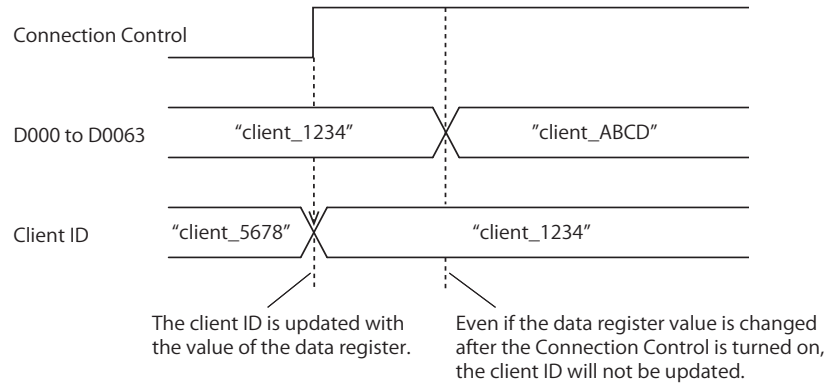 Connection Control
D000 to D0063
“client_1234”
”client_ABCD”
Client ID
“client_5678”
“client_1234”
The client ID is updated with
the value of the data register.
Even if the data register value is changed
after the Connection Control is turned on,
the client ID will not be updated.